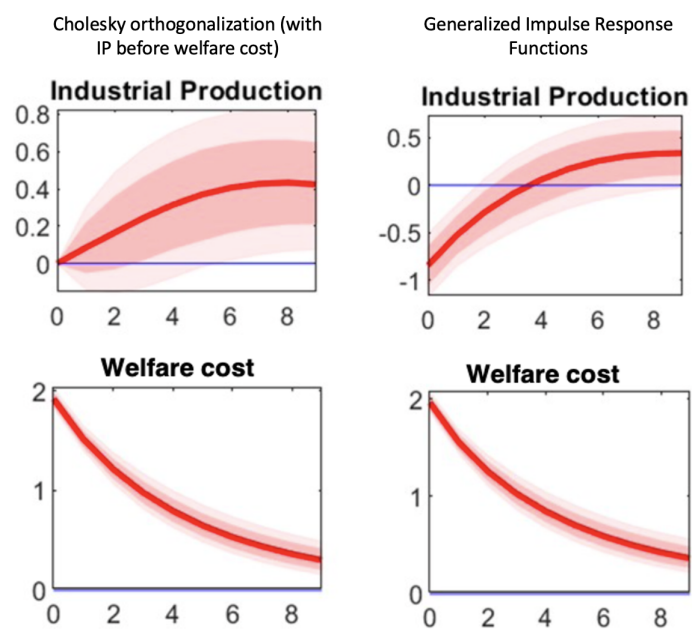 Cholesky orthogonalization (with
IP before welfare cost)
Generalized Impulse Response
Functions
Industrial Production
0.8
0.6
0.4
0.2
0
0 2 4 6 8
Industrial Production
0.5
0
-0.5
-1
0 2 4 6 8
Welfare cost
2
1
0
0 2 4 6 8
Welfare cost
2
1
0
0 2 4 6 8